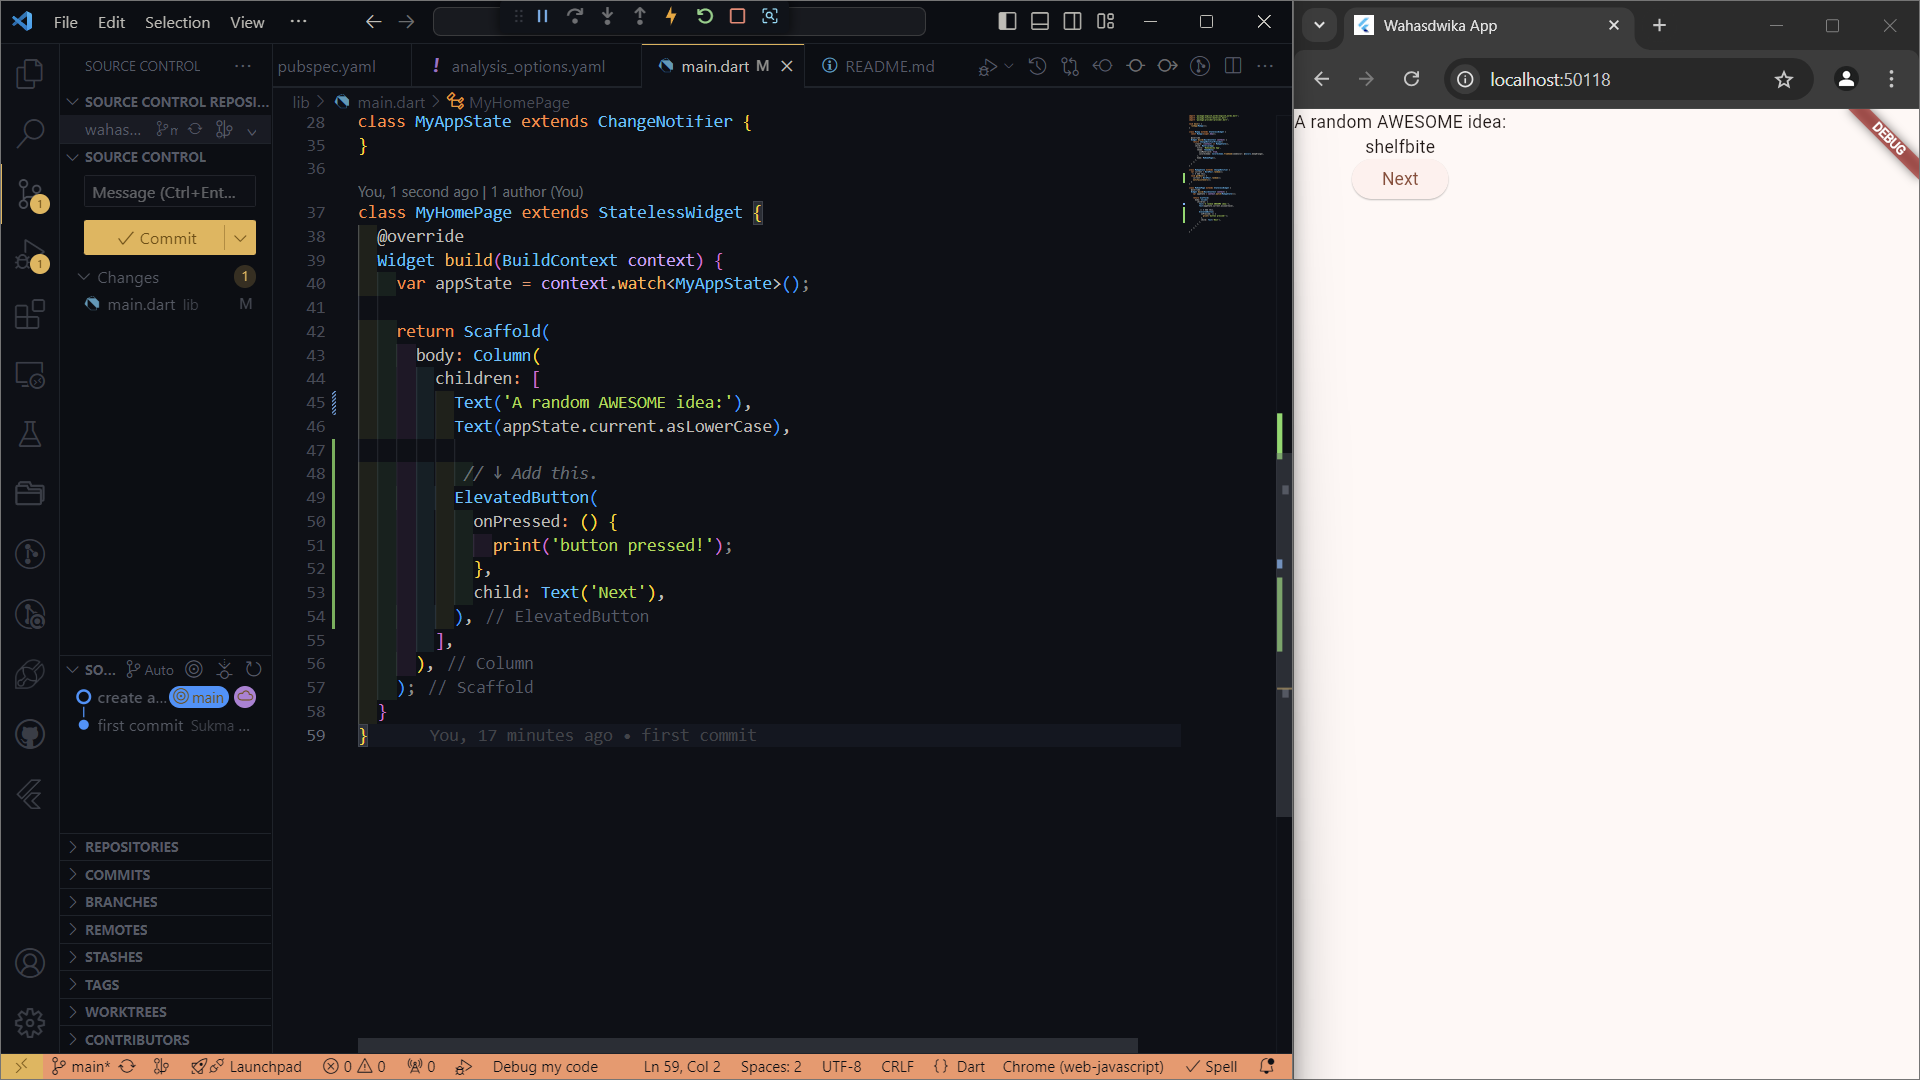 File Edit Selection View ···
SOURCE CONTROL ···
SOURCE CONTROL REPOSI...
wahas...
SOURCE CONTROL
Message (Ctrl+Ent...
Commit
Changes 1
main.dart lib M
1
1
SO... Auto
create a... main
first commit Sukma ...
REPOSITORIES
COMMITS
BRANCHES
REMOTES
STASHES
TAGS
WORKTREES
CONTRIBUTORS
pubspec.yaml
! analysis_options.yaml
main.dart M
README.md
lib > main.dart > MyHomePage
28 class MyAppState extends ChangeNotifier {
35 }
36
You, 1 second ago | 1 author (You)
37 class MyHomePage extends StatelessWidget {
38 @override
39 Widget build(BuildContext context) {
40 var appState = context.watch<MyAppState>();
41
42 return Scaffold(
43 body: Column(
44 children: [
45 Text('A random AWESOME idea:'),
46 Text(appState.current.asLowerCase),
47
48 // ↓ Add this.
49 ElevatedButton(
50 onPressed: () {
51 print('button pressed!');
52 },
53 child: Text('Next'),
54 ), // ElevatedButton
55 ],
56 ), // Column
57 ); // Scaffold
58 }
59 } You, 17 minutes ago • first commit
main* Launchpad 0 0 0 Debug my code Ln 59, Col 2 Spaces: 2 UTF-8 CRLF {} Dart Chrome (web-javascript) Spell
Wahasdwika App
localhost:50118
A random AWESOME idea:
shelfbite
Next
DEBUG